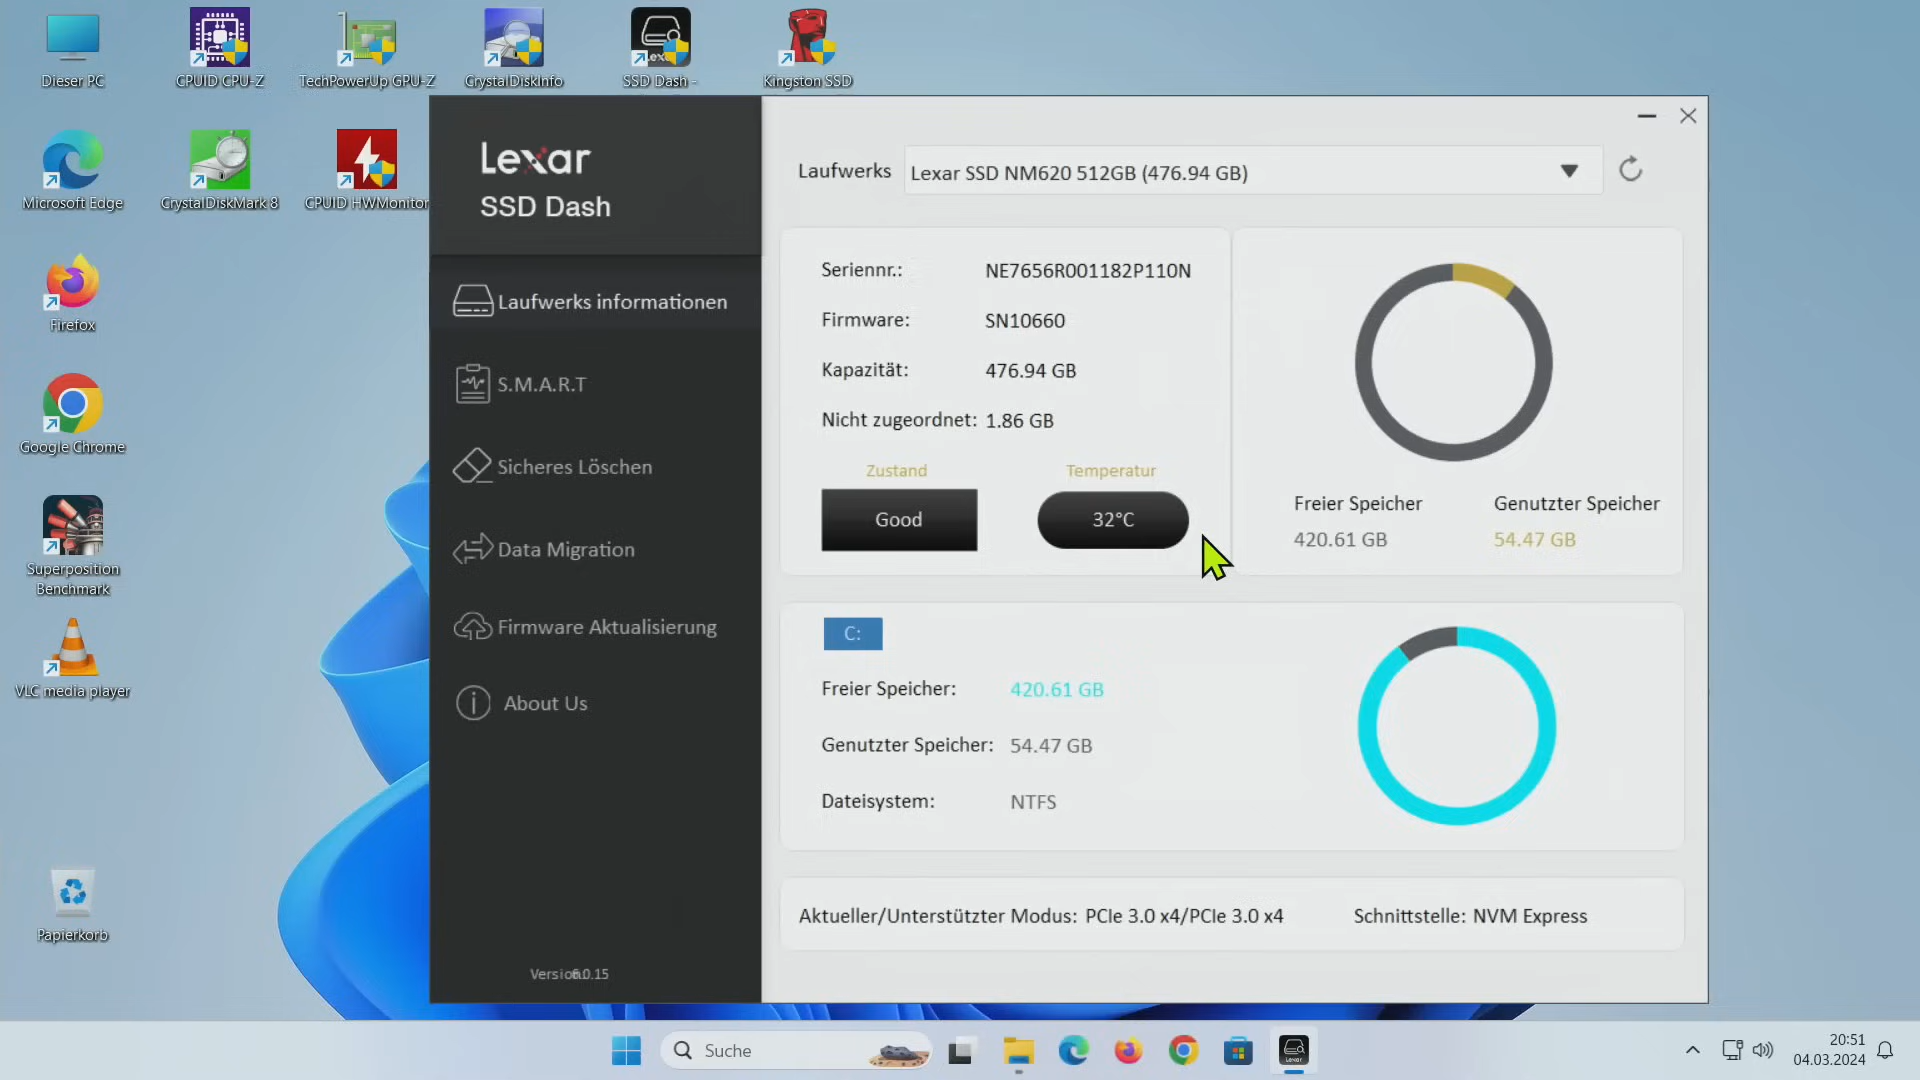 Dieser PC
CPUID CPU-Z
TechPowerUp GPU-Z
CrystalDiskInfo
SSD Dash -
Kingston SSD
Microsoft Edge
CrystalDiskMark 8
CPUID HWMonitor
Firefox
Google Chrome
Superposition
Benchmark
VLC media player
Papierkorb
Lexar
SSD Dash
Laufwerks informationen
S.M.A.R.T
Sicheres Löschen
Data Migration
Firmware Aktualisierung
About Us
Laufwerks
Lexar SSD NM620 512GB (476.94 GB)
Seriennr.: NE7656R001182P110N
Firmware: SN10660
Kapazität: 476.94 GB
Nicht zugeordnet: 1.86 GB
Zustand Temperatur
Good 32°C
Freier Speicher Genutzter Speicher
420.61 GB 54.47 GB
C:
Freier Speicher: 420.61 GB
Genutzter Speicher: 54.47 GB
Dateisystem: NTFS
Aktueller/Unterstützter Modus: PCIe 3.0 x4/PCIe 3.0 x4 Schnittstelle: NVM Express
Suche
20:51
04.03.2024